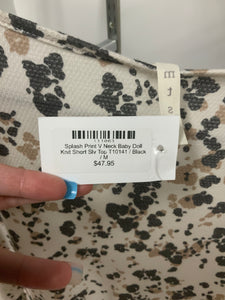 m
t
s
Splash Print V Neck Baby Doll
Knit Short Slv Top T10141 / Black
/ M
$47.95